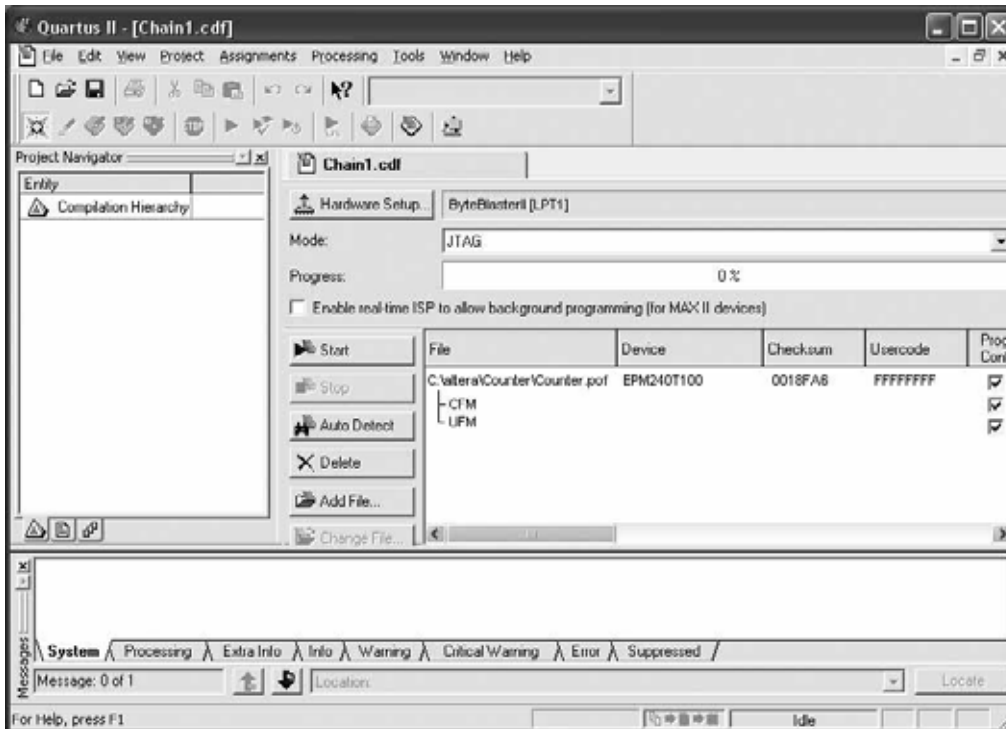 Quartus II - [Chain1.cdf]
File Edit View Project Assignments Processing Tools Window Help
Project Navigator
Entity
Compilation Hierarchy
Chain1.cdf
Hardware Setup... ByteBlasterII [LPT1]
Mode: JTAG
Progress: 0 %
Enable real-time ISP to allow background programming (for MAX II devices)
Start
Stop
Auto Detect
Delete
Add File...
Change File...
File Device Checksum Usercode Prog
Conf
C:\altera\Counter\Counter.pof EPM240T100 0018FA6 FFFFFFFF
CFM
UFM
Messages
System Processing Extra Info Info Warning Critical Warning Error Suppressed
Message: 0 of 1 Location: Locate
For Help, press F1 Idle